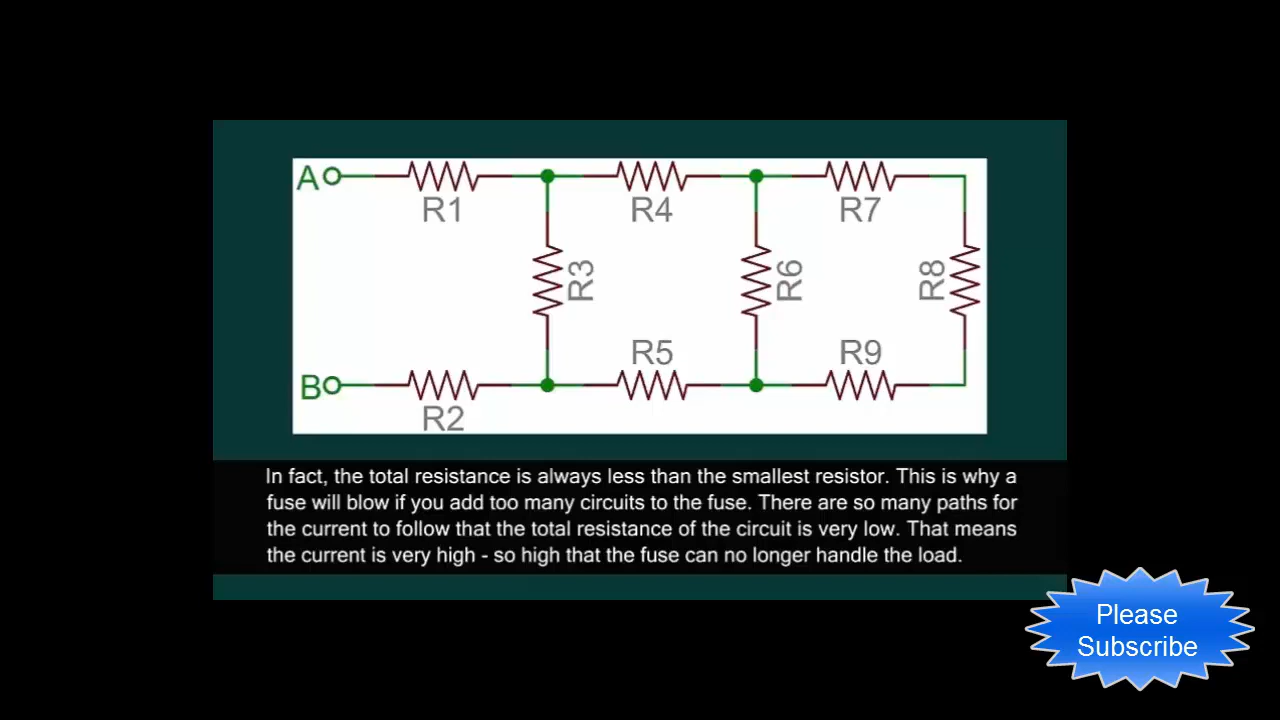 A R1 R4 R7
R3 R6 R8
B R2 R5 R9
In fact, the total resistance is always less than the smallest resistor. This is why a
fuse will blow if you add too many circuits to the fuse. There are so many paths for
the current to follow that the total resistance of the circuit is very low. That means
the current is very high - so high that the fuse can no longer handle the load.
Please
Subscribe